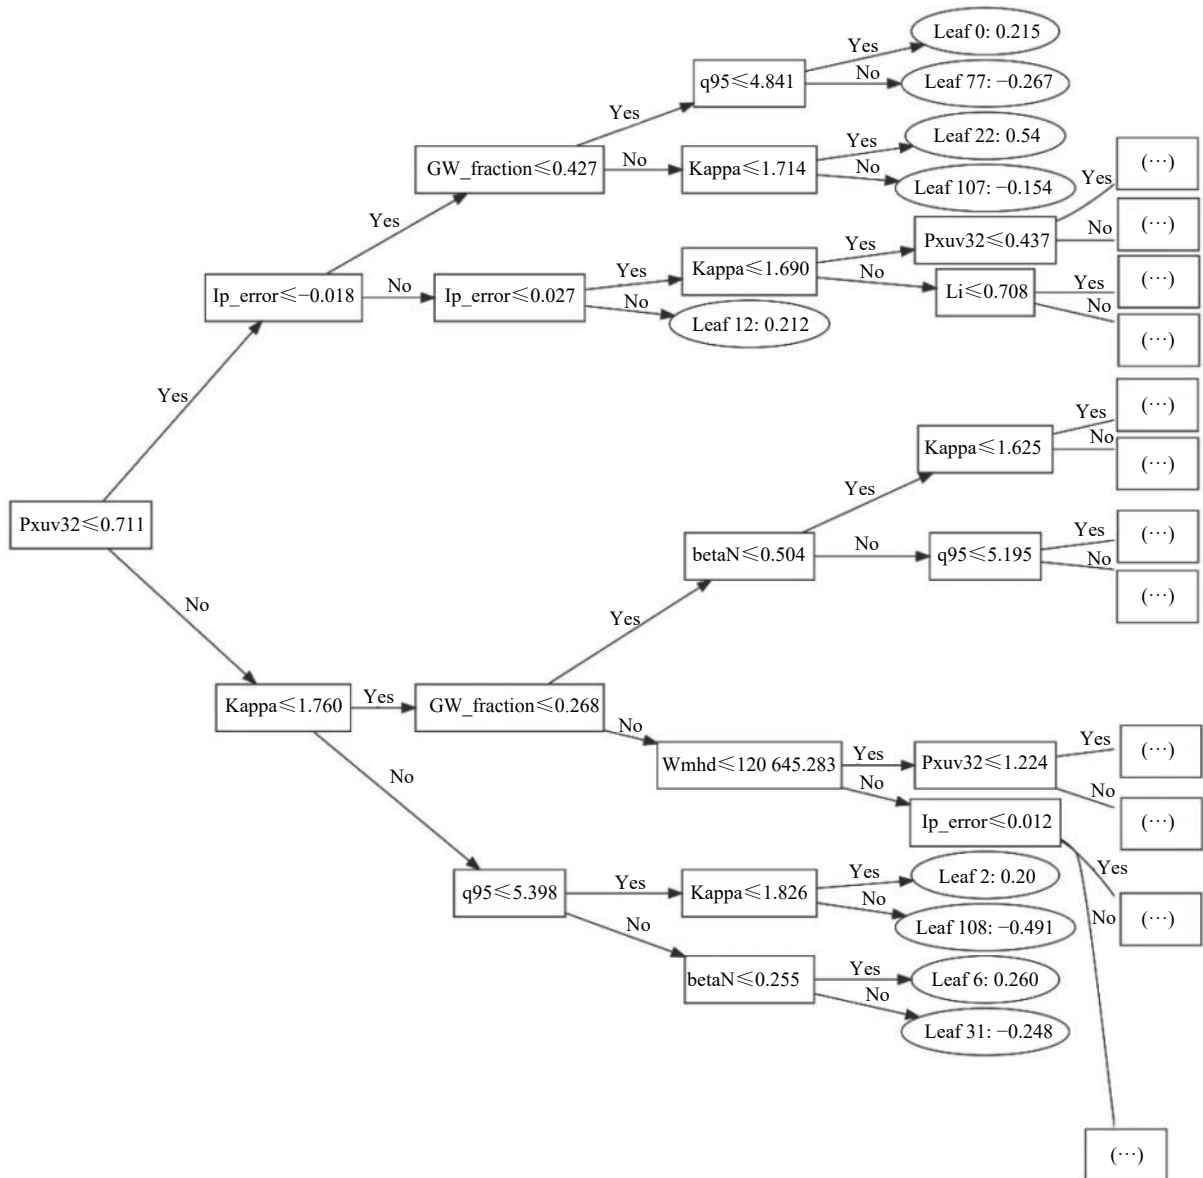 Leaf 0: 0.215
Yes
q95≤4.841
No
Leaf 77: −0.267
Yes
Leaf 22: 0.54
GW_fraction≤0.427
No
Kappa≤1.714
Yes
No
Leaf 107: −0.154
(···)
Yes
Yes
Pxuv32≤0.437
No
(···)
Yes
Kappa≤1.690
Yes
No
Ip_error≤−0.018
No
Ip_error≤0.027
Yes
No
Li≤0.708
Yes
(···)
No
(···)
Leaf 12: 0.212
Yes
Kappa≤1.625
Yes
(···)
No
(···)
Yes
Pxuv32≤0.711
betaN≤0.504
No
q95≤5.195
Yes
(···)
No
(···)
No
Yes
Kappa≤1.760
Yes
GW_fraction≤0.268
No
Wmhd≤120 645.283
Yes
Pxuv32≤1.224
Yes
(···)
No
(···)
No
Ip_error≤0.012
Yes
(···)
No
(···)
No
q95≤5.398
Yes
Kappa≤1.826
Yes
Leaf 2: 0.20
No
Leaf 108: −0.491
No
betaN≤0.255
Yes
Leaf 6: 0.260
No
Leaf 31: −0.248